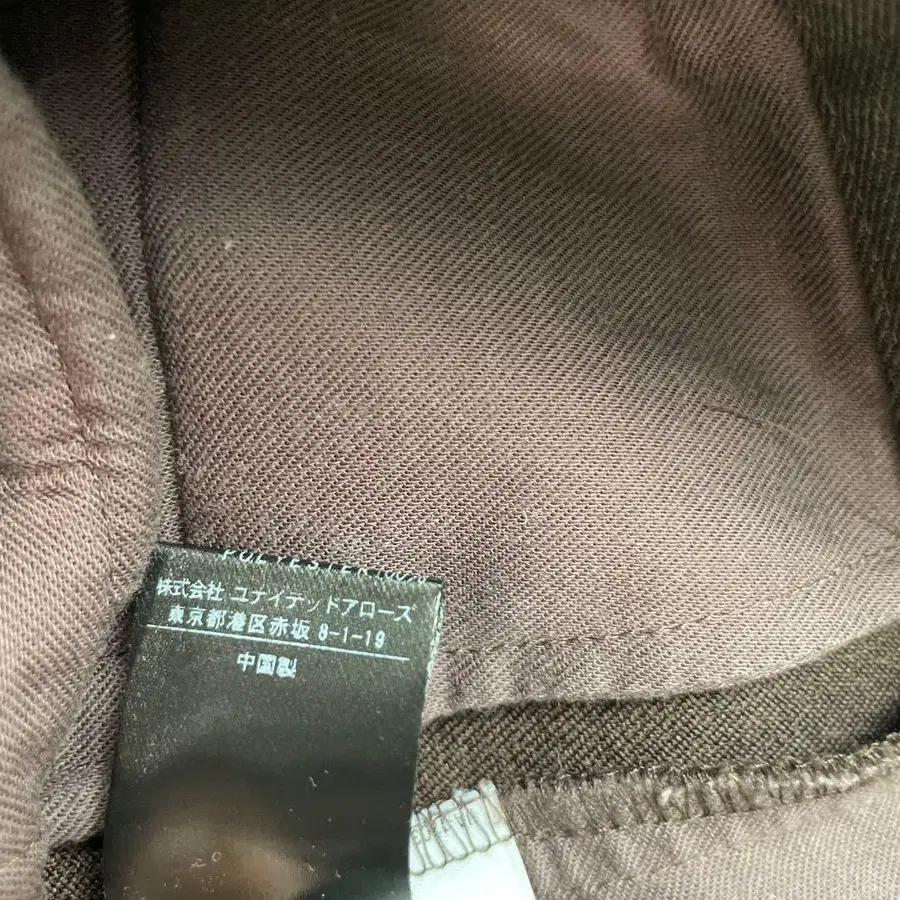 POLYESTER100%
株式会社 ユナイテッドアローズ
東京都港区赤坂 8-1-19
中国製